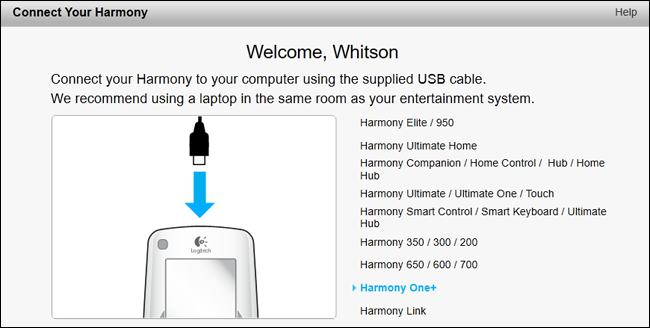 Connect Your Harmony
Help
Welcome, Whitson
Connect your Harmony to your computer using the supplied USB cable.
We recommend using a laptop in the same room as your entertainment system.
Logitech
Harmony Elite / 950
Harmony Ultimate Home
Harmony Companion / Home Control / Hub / Home
Hub
Harmony Ultimate / Ultimate One / Touch
Harmony Smart Control / Smart Keyboard / Ultimate
Hub
Harmony 350 / 300 / 200
Harmony 650 / 600 / 700
Harmony One+
Harmony Link